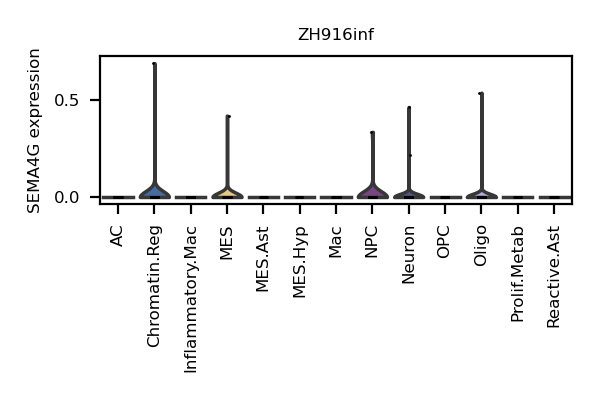 ZH916inf
SEMA4G expression
0.5
0.0
AC
Chromatin.Reg
Inflammatory.Mac
MES
MES.Ast
MES.Hyp
Mac
NPC
Neuron
OPC
Oligo
Prolif.Metab
Reactive.Ast